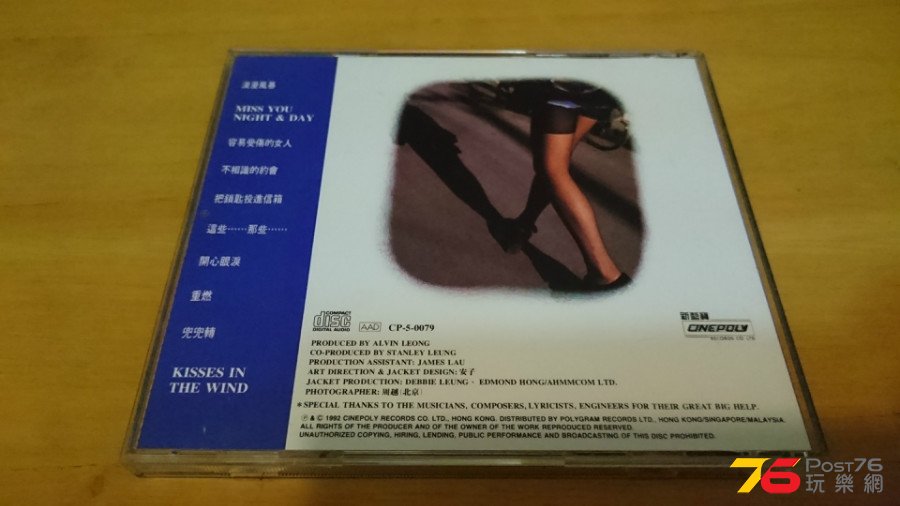 浪漫風暴
MISS YOU
NIGHT & DAY
容易受傷的女人
不相識的約會
把鎖匙投進信箱
這些⋯⋯那些⋯⋯
開心眼淚
重燃
兜兜轉
KISSES IN
THE WIND
COMPACT
disc
DIGITAL AUDIO
AAD
CP-5-0079
新藝寶
CINEPOLY
RECORDS CO LTD
PRODUCED BY ALVIN LEONG
CO-PRODUCED BY STANLEY LEUNG
PRODUCTION ASSISTANT: JAMES LAU
ART DIRECTION & JACKET DESIGN: 安子
JACKET PRODUCTION: DEBBIE LEUNG、EDMOND HONG/AHMMCOM LTD.
PHOTOGRAPHER: 周越(北京)
*SPECIAL THANKS TO THE MUSICIANS, COMPOSERS, LYRICISTS, ENGINEERS FOR THEIR GREAT BIG HELP.
℗ & © 1992 CINEPOLY RECORDS CO. LTD., HONG KONG. DISTRIBUTED BY POLYGRAM RECORDS LTD., HONG KONG/SINGAPORE/MALAYSIA.
ALL RIGHTS OF THE PRODUCER AND OF THE OWNER OF THE WORK REPRODUCED RESERVED.
UNAUTHORIZED COPYING, HIRING, LENDING, PUBLIC PERFORMANCE AND BROADCASTING OF THIS DISC PROHIBITED.
76 POST76
玩樂網